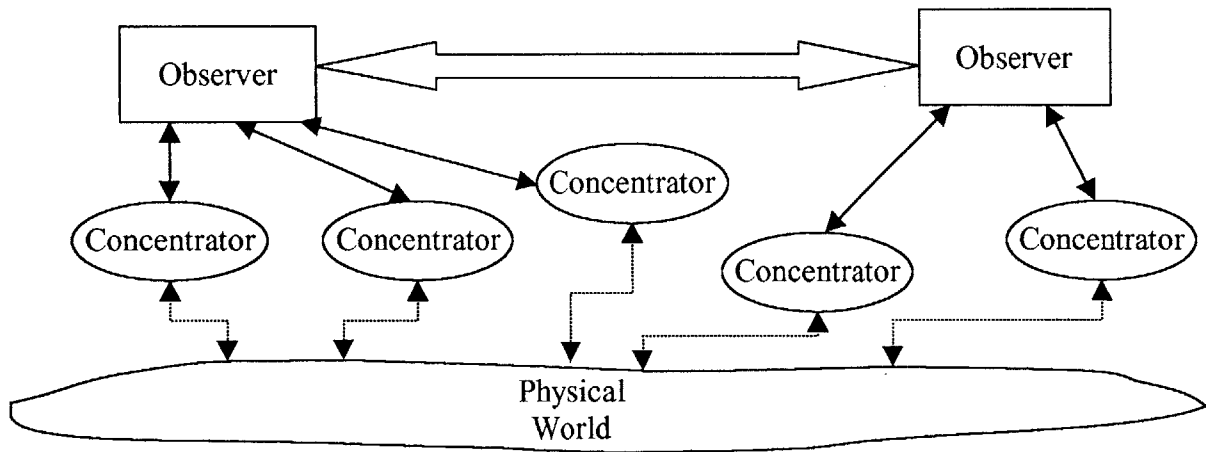 Observer
Observer
Concentrator
Concentrator
Concentrator
Concentrator
Concentrator
Physical
World